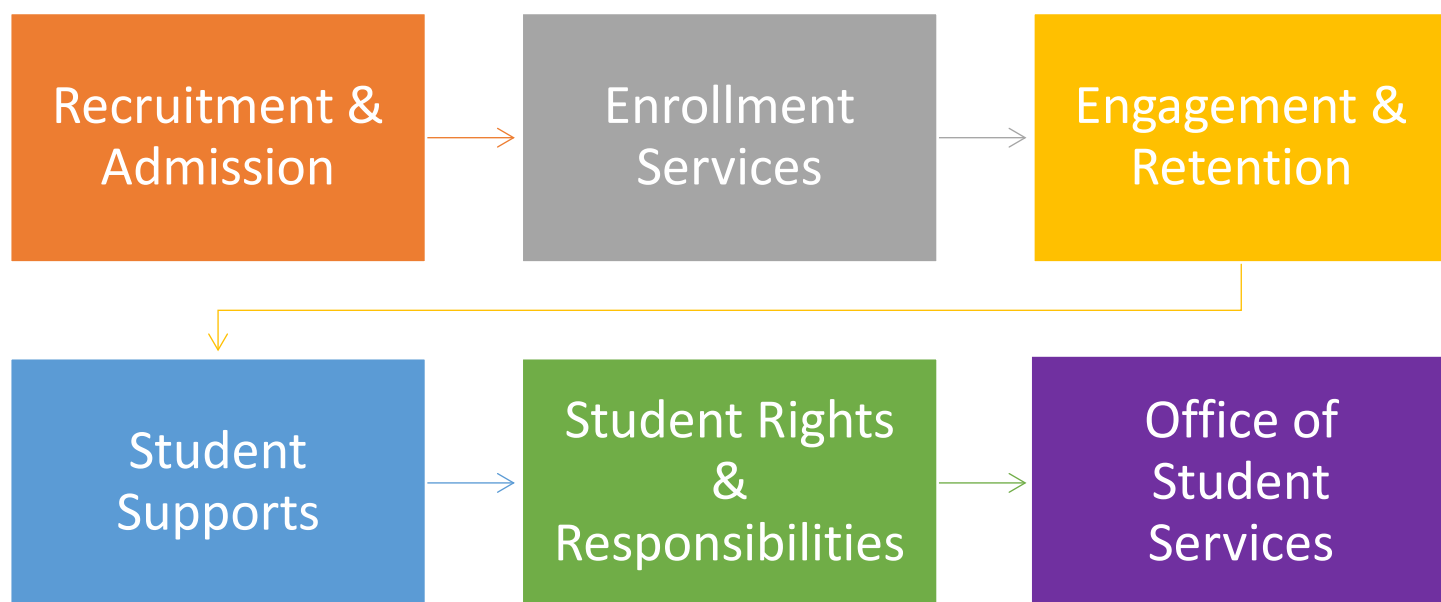 Recruitment &
Admission
Enrollment
Services
Engagement &
Retention
Student
Supports
Student Rights
&
Responsibilities
Office of
Student
Services